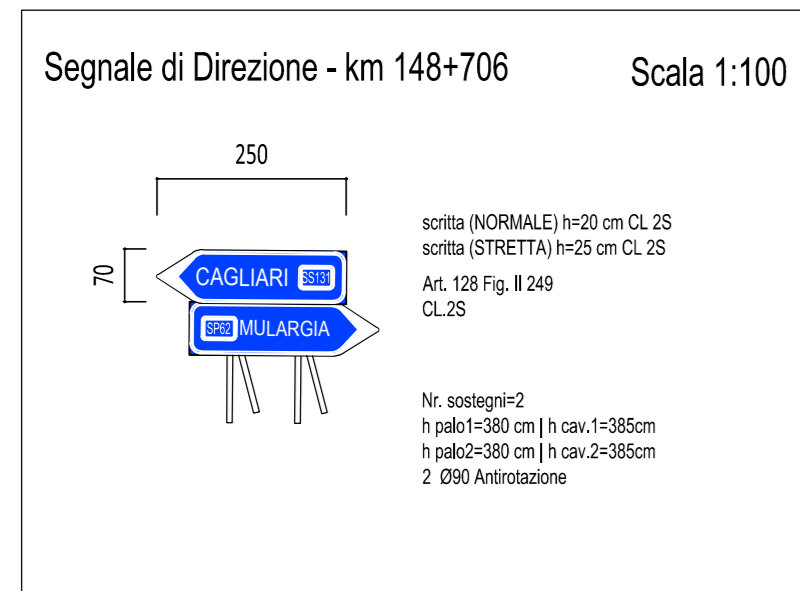 Segnale di Direzione - km 148+706
Scala 1:100
250
70
CAGLIARI SS131
SP62 MULARGIA
scritta (NORMALE) h=20 cm CL 2S
scritta (STRETTA) h=25 cm CL 2S
Art. 128 Fig. II 249
CL.2S
Nr. sostegni=2
h palo1=380 cm | h cav.1=385cm
h palo2=380 cm | h cav.2=385cm
2 Ø90 Antirotazione